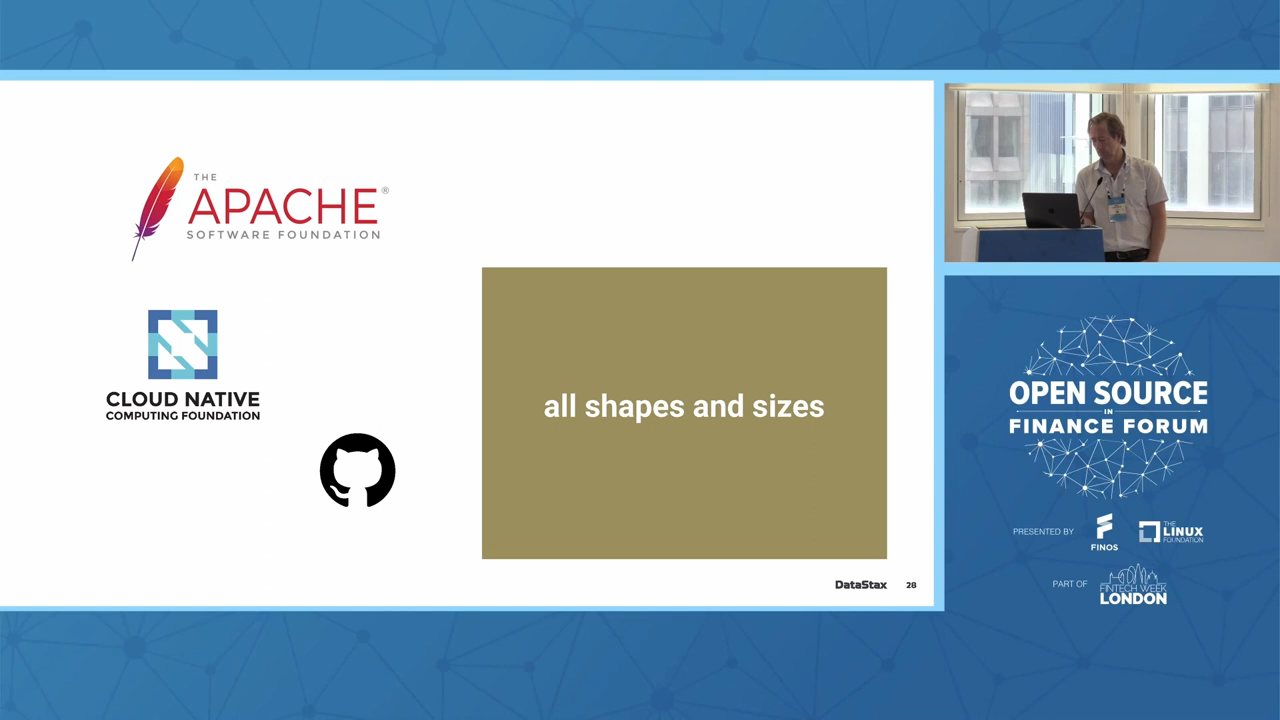 THE
APACHE®
SOFTWARE FOUNDATION
CLOUD NATIVE
COMPUTING FOUNDATION
all shapes and sizes
DataStax 28
OPEN SOURCE
IN
FINANCE FORUM
PRESENTED BY
FINOS
THE
LINUX
FOUNDATION
PART OF
FINTECH WEEK
LONDON